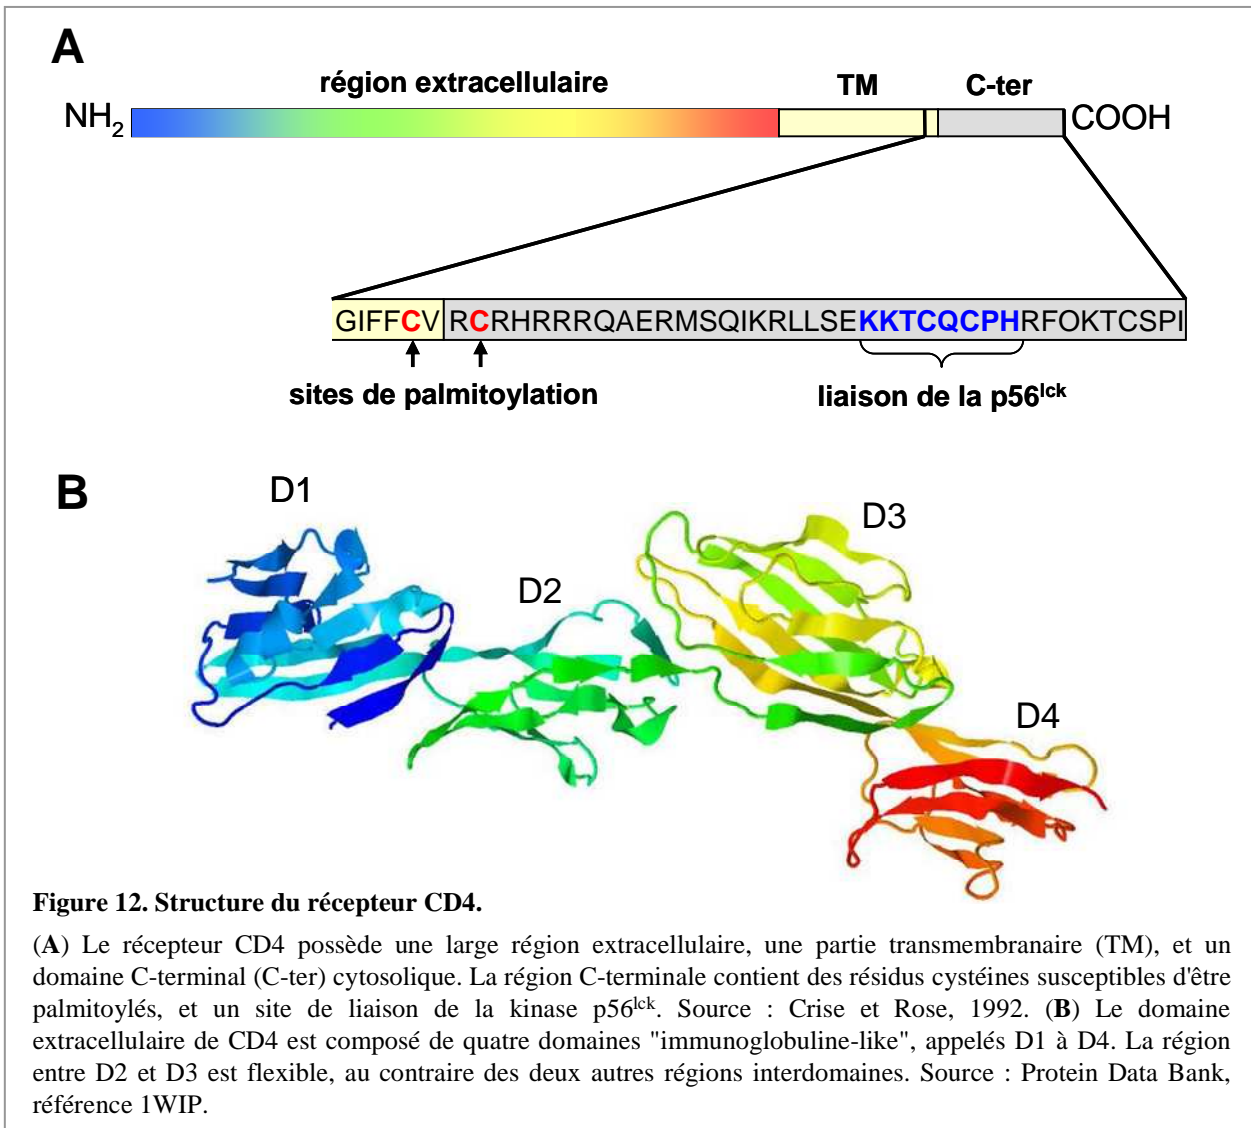 A
région extracellulaire
TM
C-ter
NH2
COOH
GIFFCVRCRHRRRQAERMSQIKRLLSEKKTCQCPHRFOKTCSPI
sites de palmitoylation
liaison de la p56lck
B
D1
D2
D3
D4
Figure 12. Structure du récepteur CD4.
(A) Le récepteur CD4 possède une large région extracellulaire, une partie transmembranaire (TM), et un
domaine C-terminal (C-ter) cytosolique. La région C-terminale contient des résidus cystéines susceptibles d'être
palmitoylés, et un site de liaison de la kinase p56lck. Source : Crise et Rose, 1992. (B) Le domaine
extracellulaire de CD4 est composé de quatre domaines "immunoglobuline-like", appelés D1 à D4. La région
entre D2 et D3 est flexible, au contraire des deux autres régions interdomaines. Source : Protein Data Bank,
référence 1WIP.